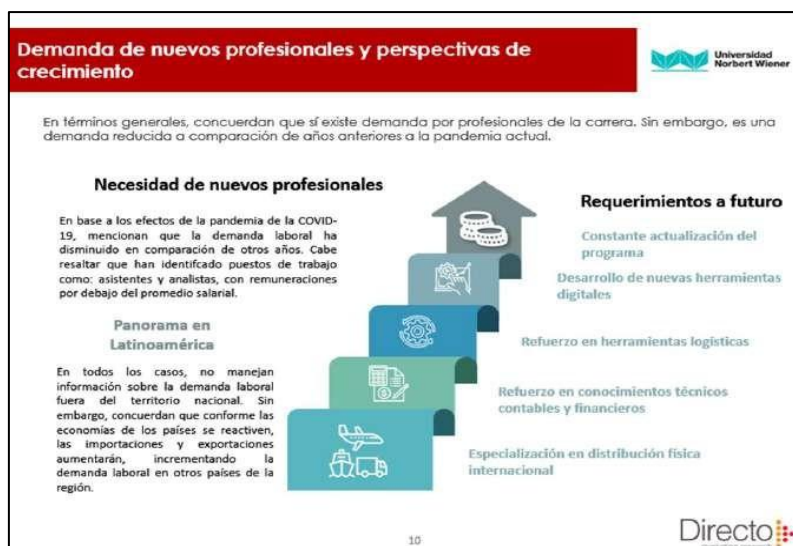 Demanda de nuevos profesionales y perspectivas de
crecimiento
Universidad
Norbert Wiener
En términos generales, concuerdan que sí existe demanda por profesionales de la carrera. Sin embargo, es una
demanda reducida a comparación de años anteriores a la pandemia actual.
Necesidad de nuevos profesionales
En base a los efectos de la pandemia de la COVID-
19, mencionan que la demanda laboral ha
disminuido en comparación de otros años. Cabe
resaltar que han identifcado puestos de trabajo
como: asistentes y analistas, con remuneraciones
por debajo del promedio salarial.
Panorama en
Latinoamérica
En todos los casos, no manejan
información sobre la demanda laboral
fuera del territorio nacional. Sin
embargo, concuerdan que conforme las
economías de los países se reactiven,
las importaciones y exportaciones
aumentarán, incrementando la
demanda laboral en otros países de la
región.
Requerimientos a futuro
Constante actualización del
programa
Desarrollo de nuevas herramientas
digitales
Refuerzo en herramientas logísticas
Refuerzo en conocimientos técnicos
contables y financieros
Especialización en distribución física
internacional
10
Directo